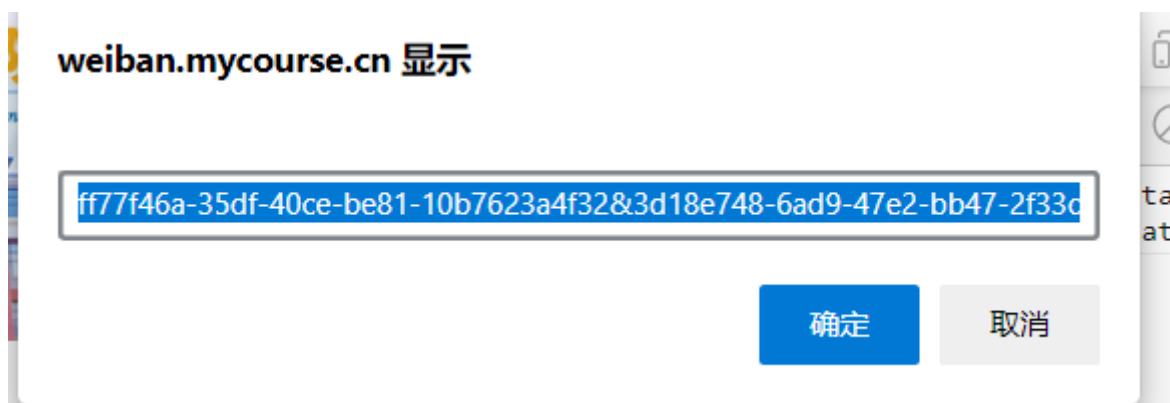 weiban.mycourse.cn 显示
ff77f46a-35df-40ce-be81-10b7623a4f32&3d18e748-6ad9-47e2-bb47-2f33c
确定
取消
ta
at